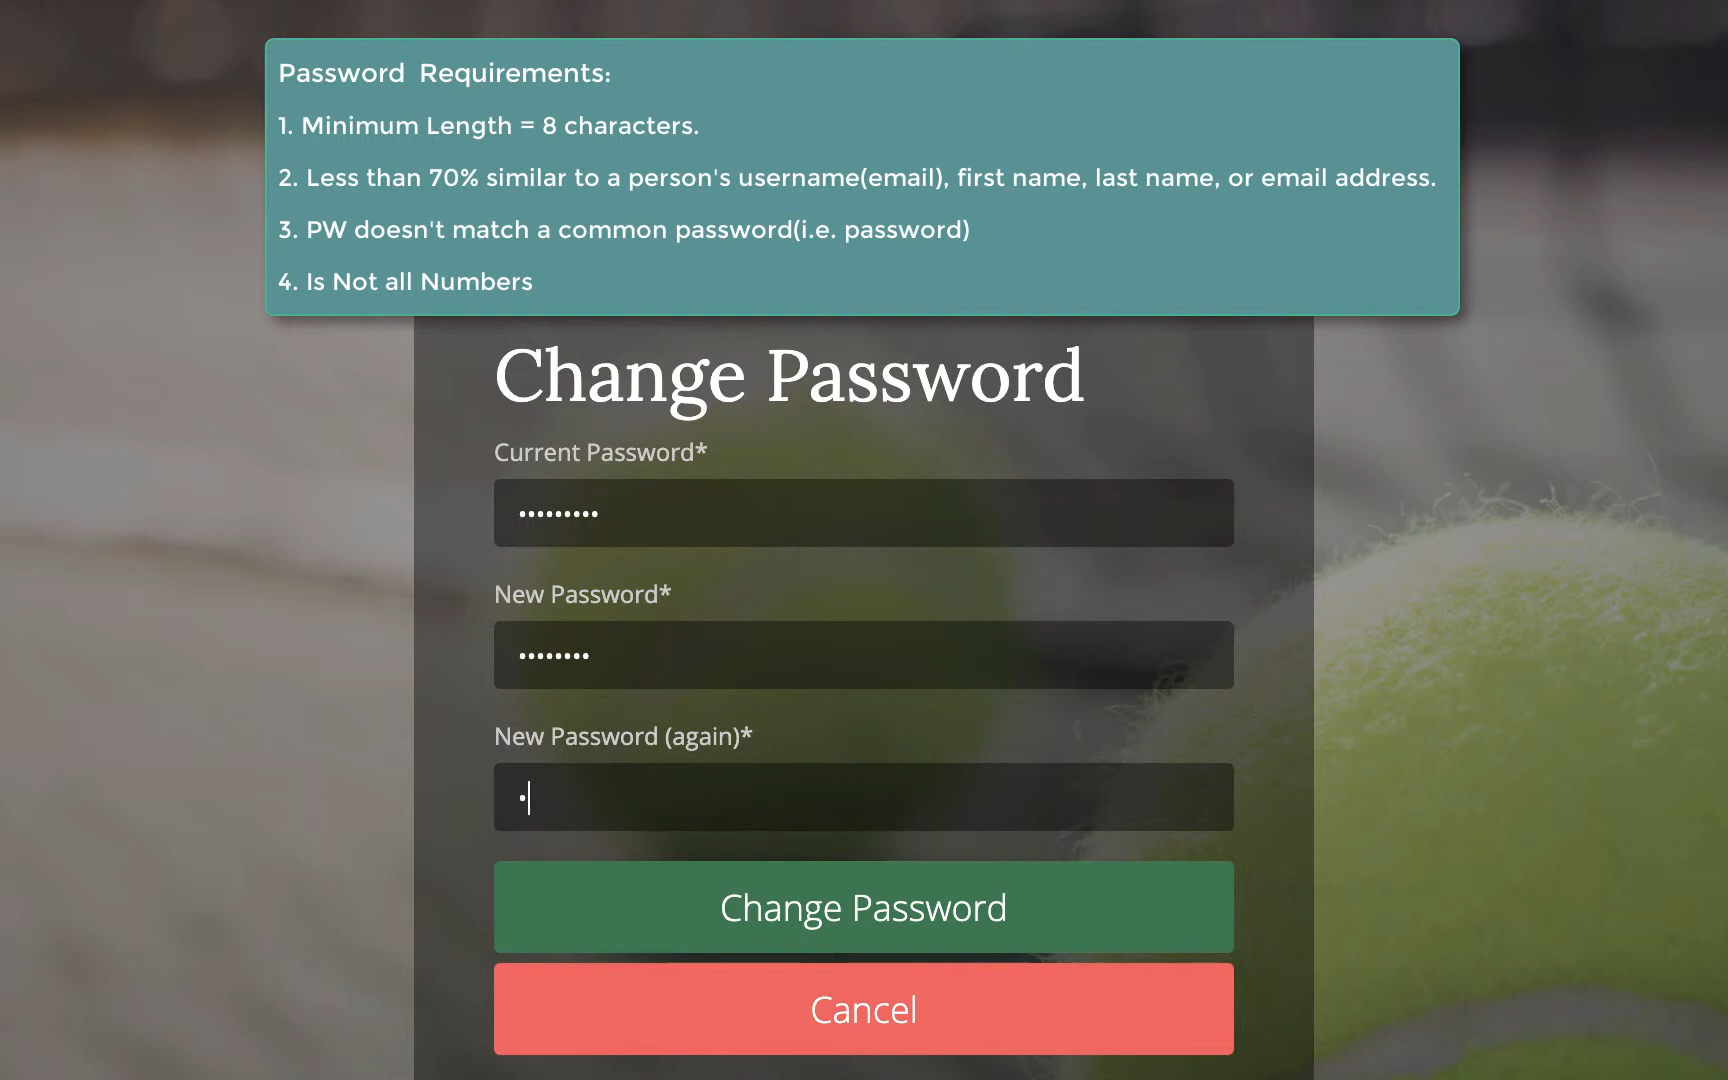 Password Requirements:
1. Minimum Length = 8 characters.
2. Less than 70% similar to a person's username(email), first name, last name, or email address.
3. PW doesn't match a common password(i.e. password)
4. Is Not all Numbers
Change Password
Current Password*
•••••••••
New Password*
••••••••
New Password (again)*
•
Change Password
Cancel